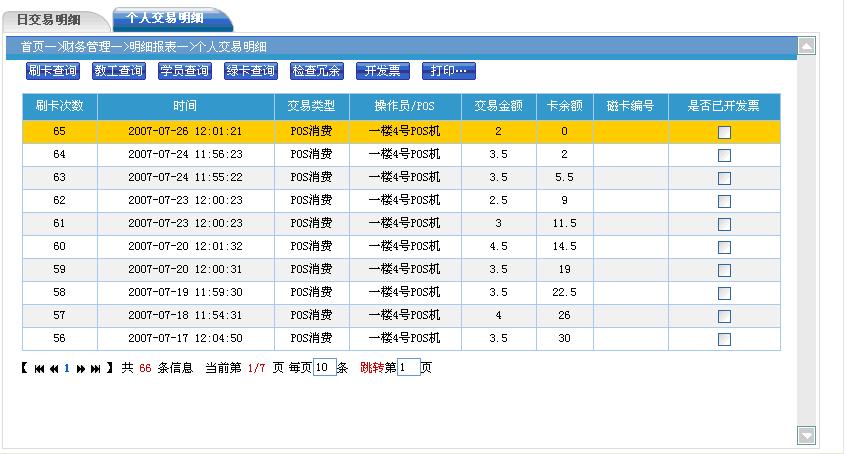 日交易明细 个人交易明细
首页—>财务管理—>明细报表—>个人交易明细
刷卡查询 教工查询 学员查询 绿卡查询 检查冗余 开发票 打印…
刷卡次数 时间 交易类型 操作员/POS 交易金额 卡余额 磁卡编号 是否已开发票
65 2007-07-26 12:01:21 POS消费 一楼4号POS机 2 0
64 2007-07-24 11:56:23 POS消费 一楼4号POS机 3.5 2
63 2007-07-24 11:55:22 POS消费 一楼4号POS机 3.5 5.5
62 2007-07-23 12:00:23 POS消费 一楼4号POS机 2.5 9
61 2007-07-23 12:00:23 POS消费 一楼4号POS机 3 11.5
60 2007-07-20 12:01:32 POS消费 一楼4号POS机 4.5 14.5
59 2007-07-20 12:00:31 POS消费 一楼4号POS机 3.5 19
58 2007-07-19 11:59:30 POS消费 一楼4号POS机 3.5 22.5
57 2007-07-18 11:54:31 POS消费 一楼4号POS机 4 26
56 2007-07-17 12:04:50 POS消费 一楼4号POS机 3.5 30
【 1 】 共 66 条信息 当前第 1/7 页 每页10条 跳转第1页